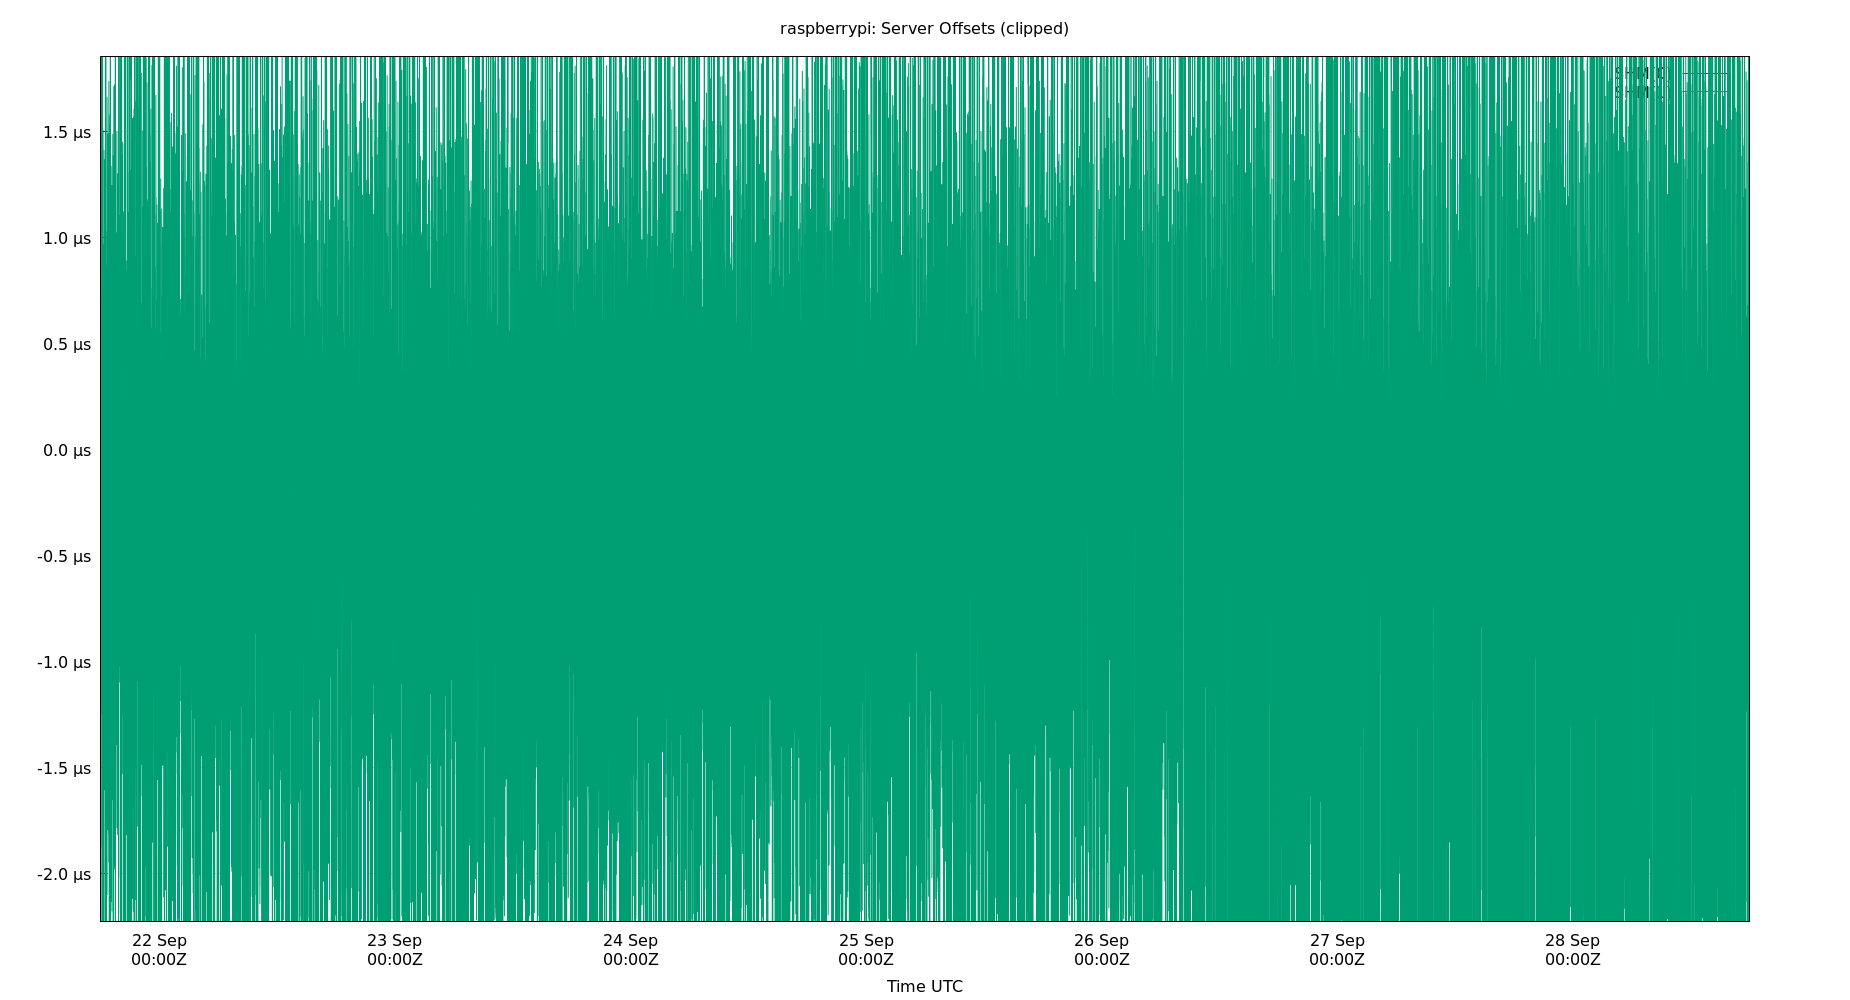 raspberrypi: Server Offsets (clipped)
1.5 µs
1.0 µs
0.5 µs
0.0 µs
-0.5 µs
-1.0 µs
-1.5 µs
-2.0 µs
22 Sep
00:00Z
23 Sep
00:00Z
24 Sep
00:00Z
25 Sep
00:00Z
26 Sep
00:00Z
27 Sep
00:00Z
28 Sep
00:00Z
Time UTC